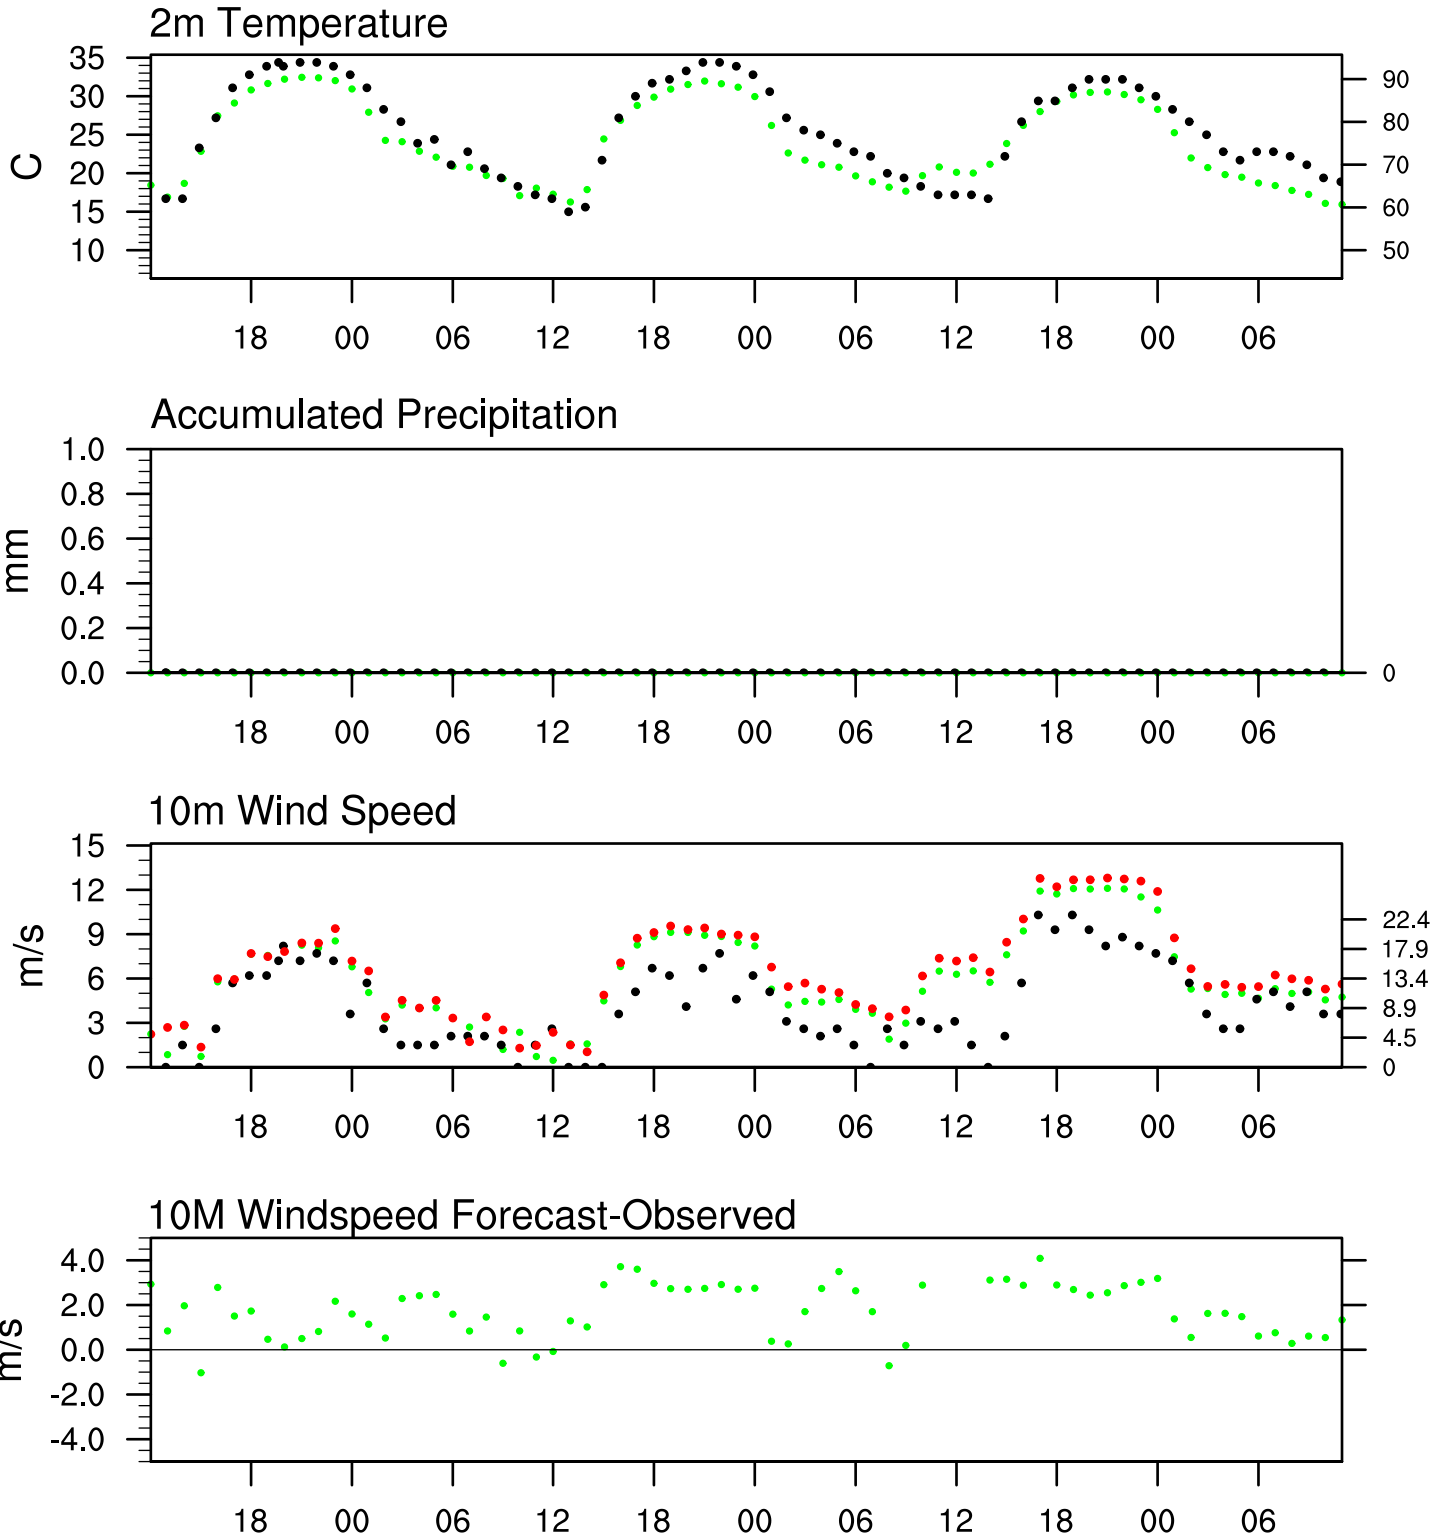 2m Temperature
35
30
25
20
15
10
C
90
80
70
60
50
18 00 06 12 18 00 06 12 18 00 06
Accumulated Precipitation
1.0
0.8
0.6
0.4
0.2
0.0
mm
0
18 00 06 12 18 00 06 12 18 00 06
10m Wind Speed
15
12
9
6
3
0
m/s
22.4
17.9
13.4
8.9
4.5
0
18 00 06 12 18 00 06 12 18 00 06
10M Windspeed Forecast-Observed
4.0
2.0
0.0
-2.0
-4.0
m/s
18 00 06 12 18 00 06 12 18 00 06